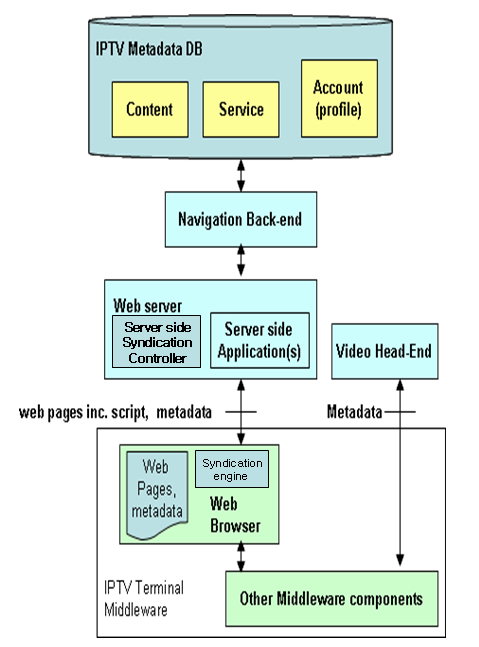 IPTV Metadata DB
Content
Service
Account
(profile)
Navigation Back-end
Web server
Server side
Syndication
Controller
Server side
Application(s)
Video Head-End
web pages inc. script, metadata
Metadata
Web
Pages,
metadata
Syndication
engine
Web
Browser
IPTV Terminal
Middleware
Other Middleware components